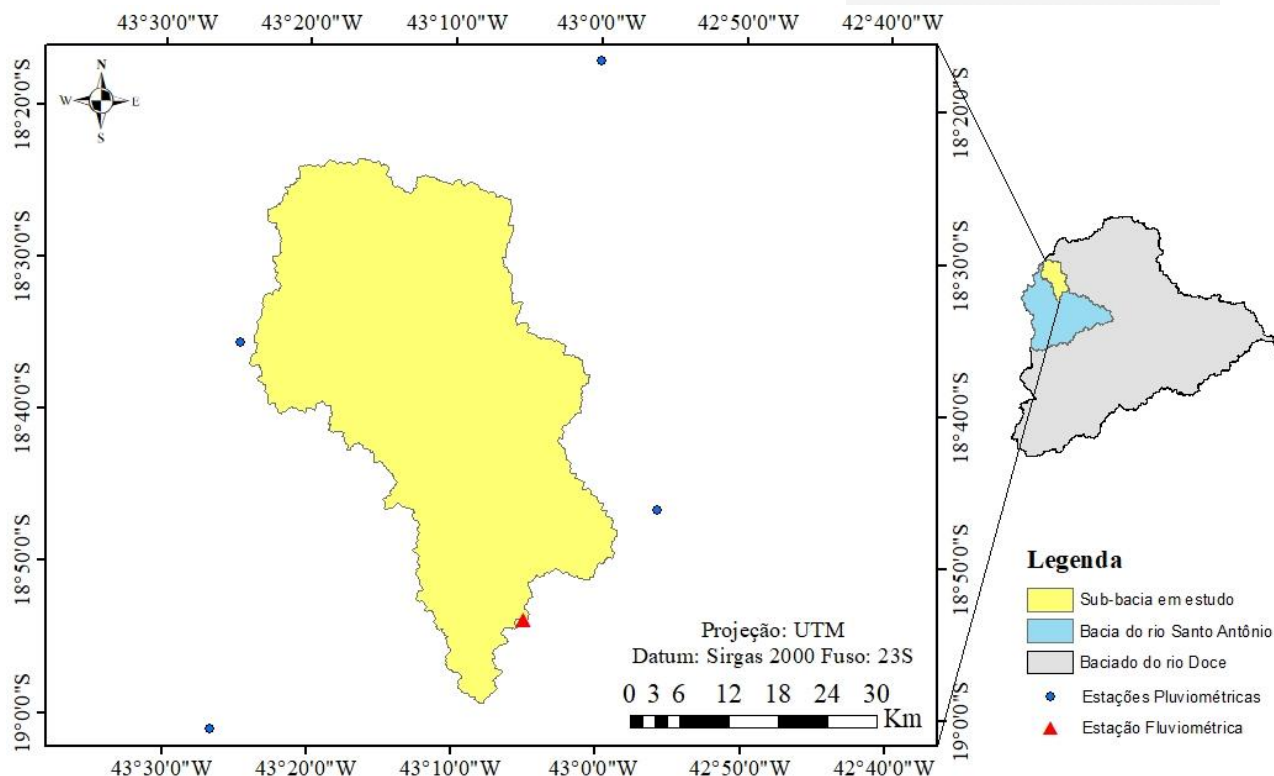 43°30'0"W 43°20'0"W 43°10'0"W 43°0'0"W 42°50'0"W 42°40'0"W
N
W E
S
18°20'0"S
18°30'0"S
18°40'0"S
18°50'0"S
19°0'0"S
18°20'0"S
18°30'0"S
18°40'0"S
18°50'0"S
19°0'0"S
Projeção: UTM
Datum: Sirgas 2000 Fuso: 23S
0 3 6 12 18 24 30
Km
43°30'0"W 43°20'0"W 43°10'0"W 43°0'0"W 42°50'0"W 42°40'0"W
Legenda
Sub-bacia em estudo
Bacia do rio Santo Antônio
Baciado do rio Doce
Estações Pluviométricas
Estação Fluviométrica